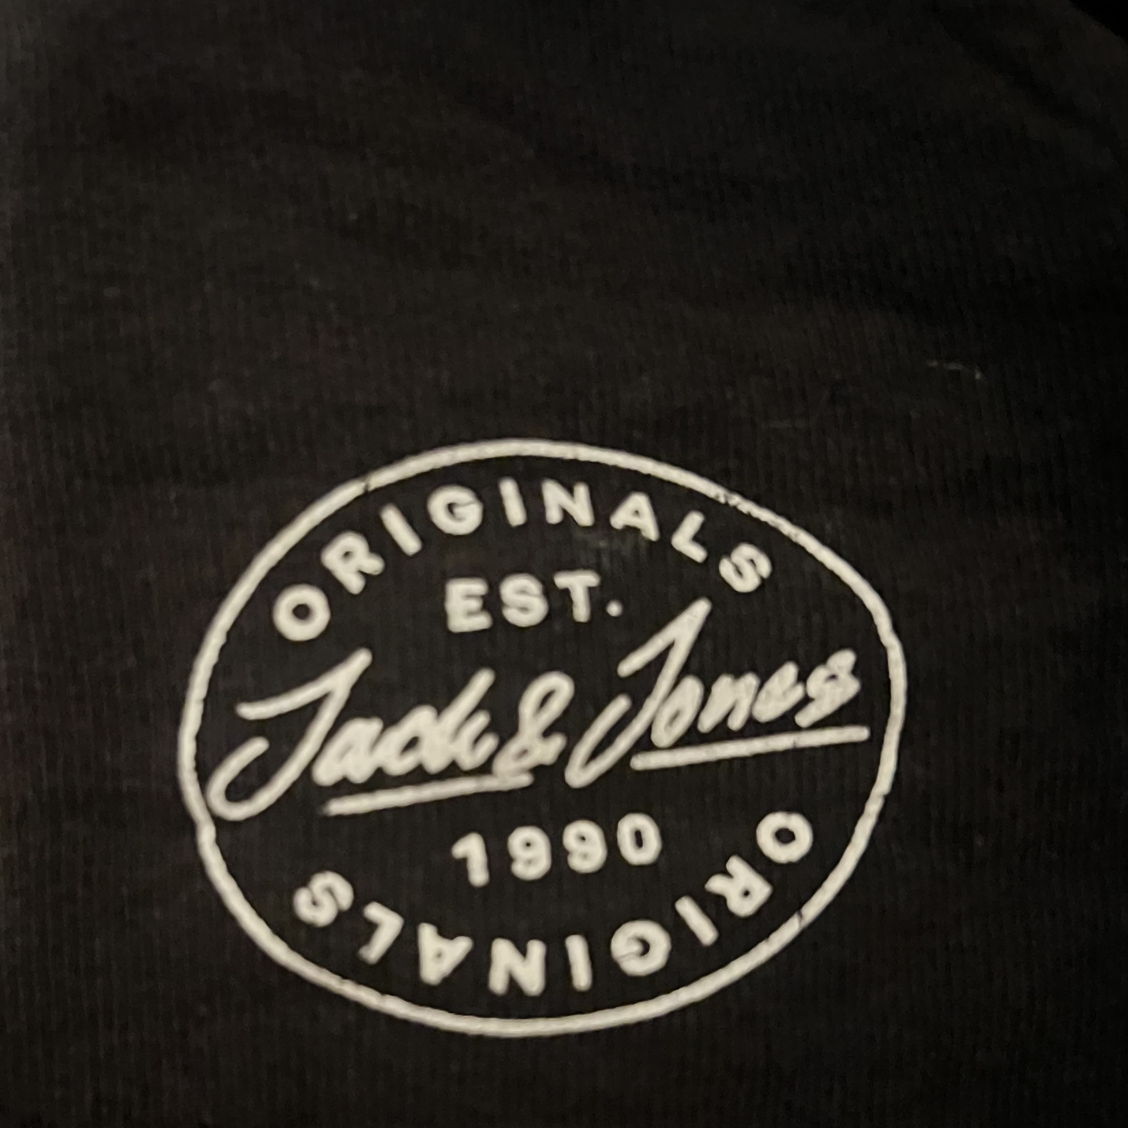 ORIGINALS
EST.
Jack & Jones
1990
ORIGINALS